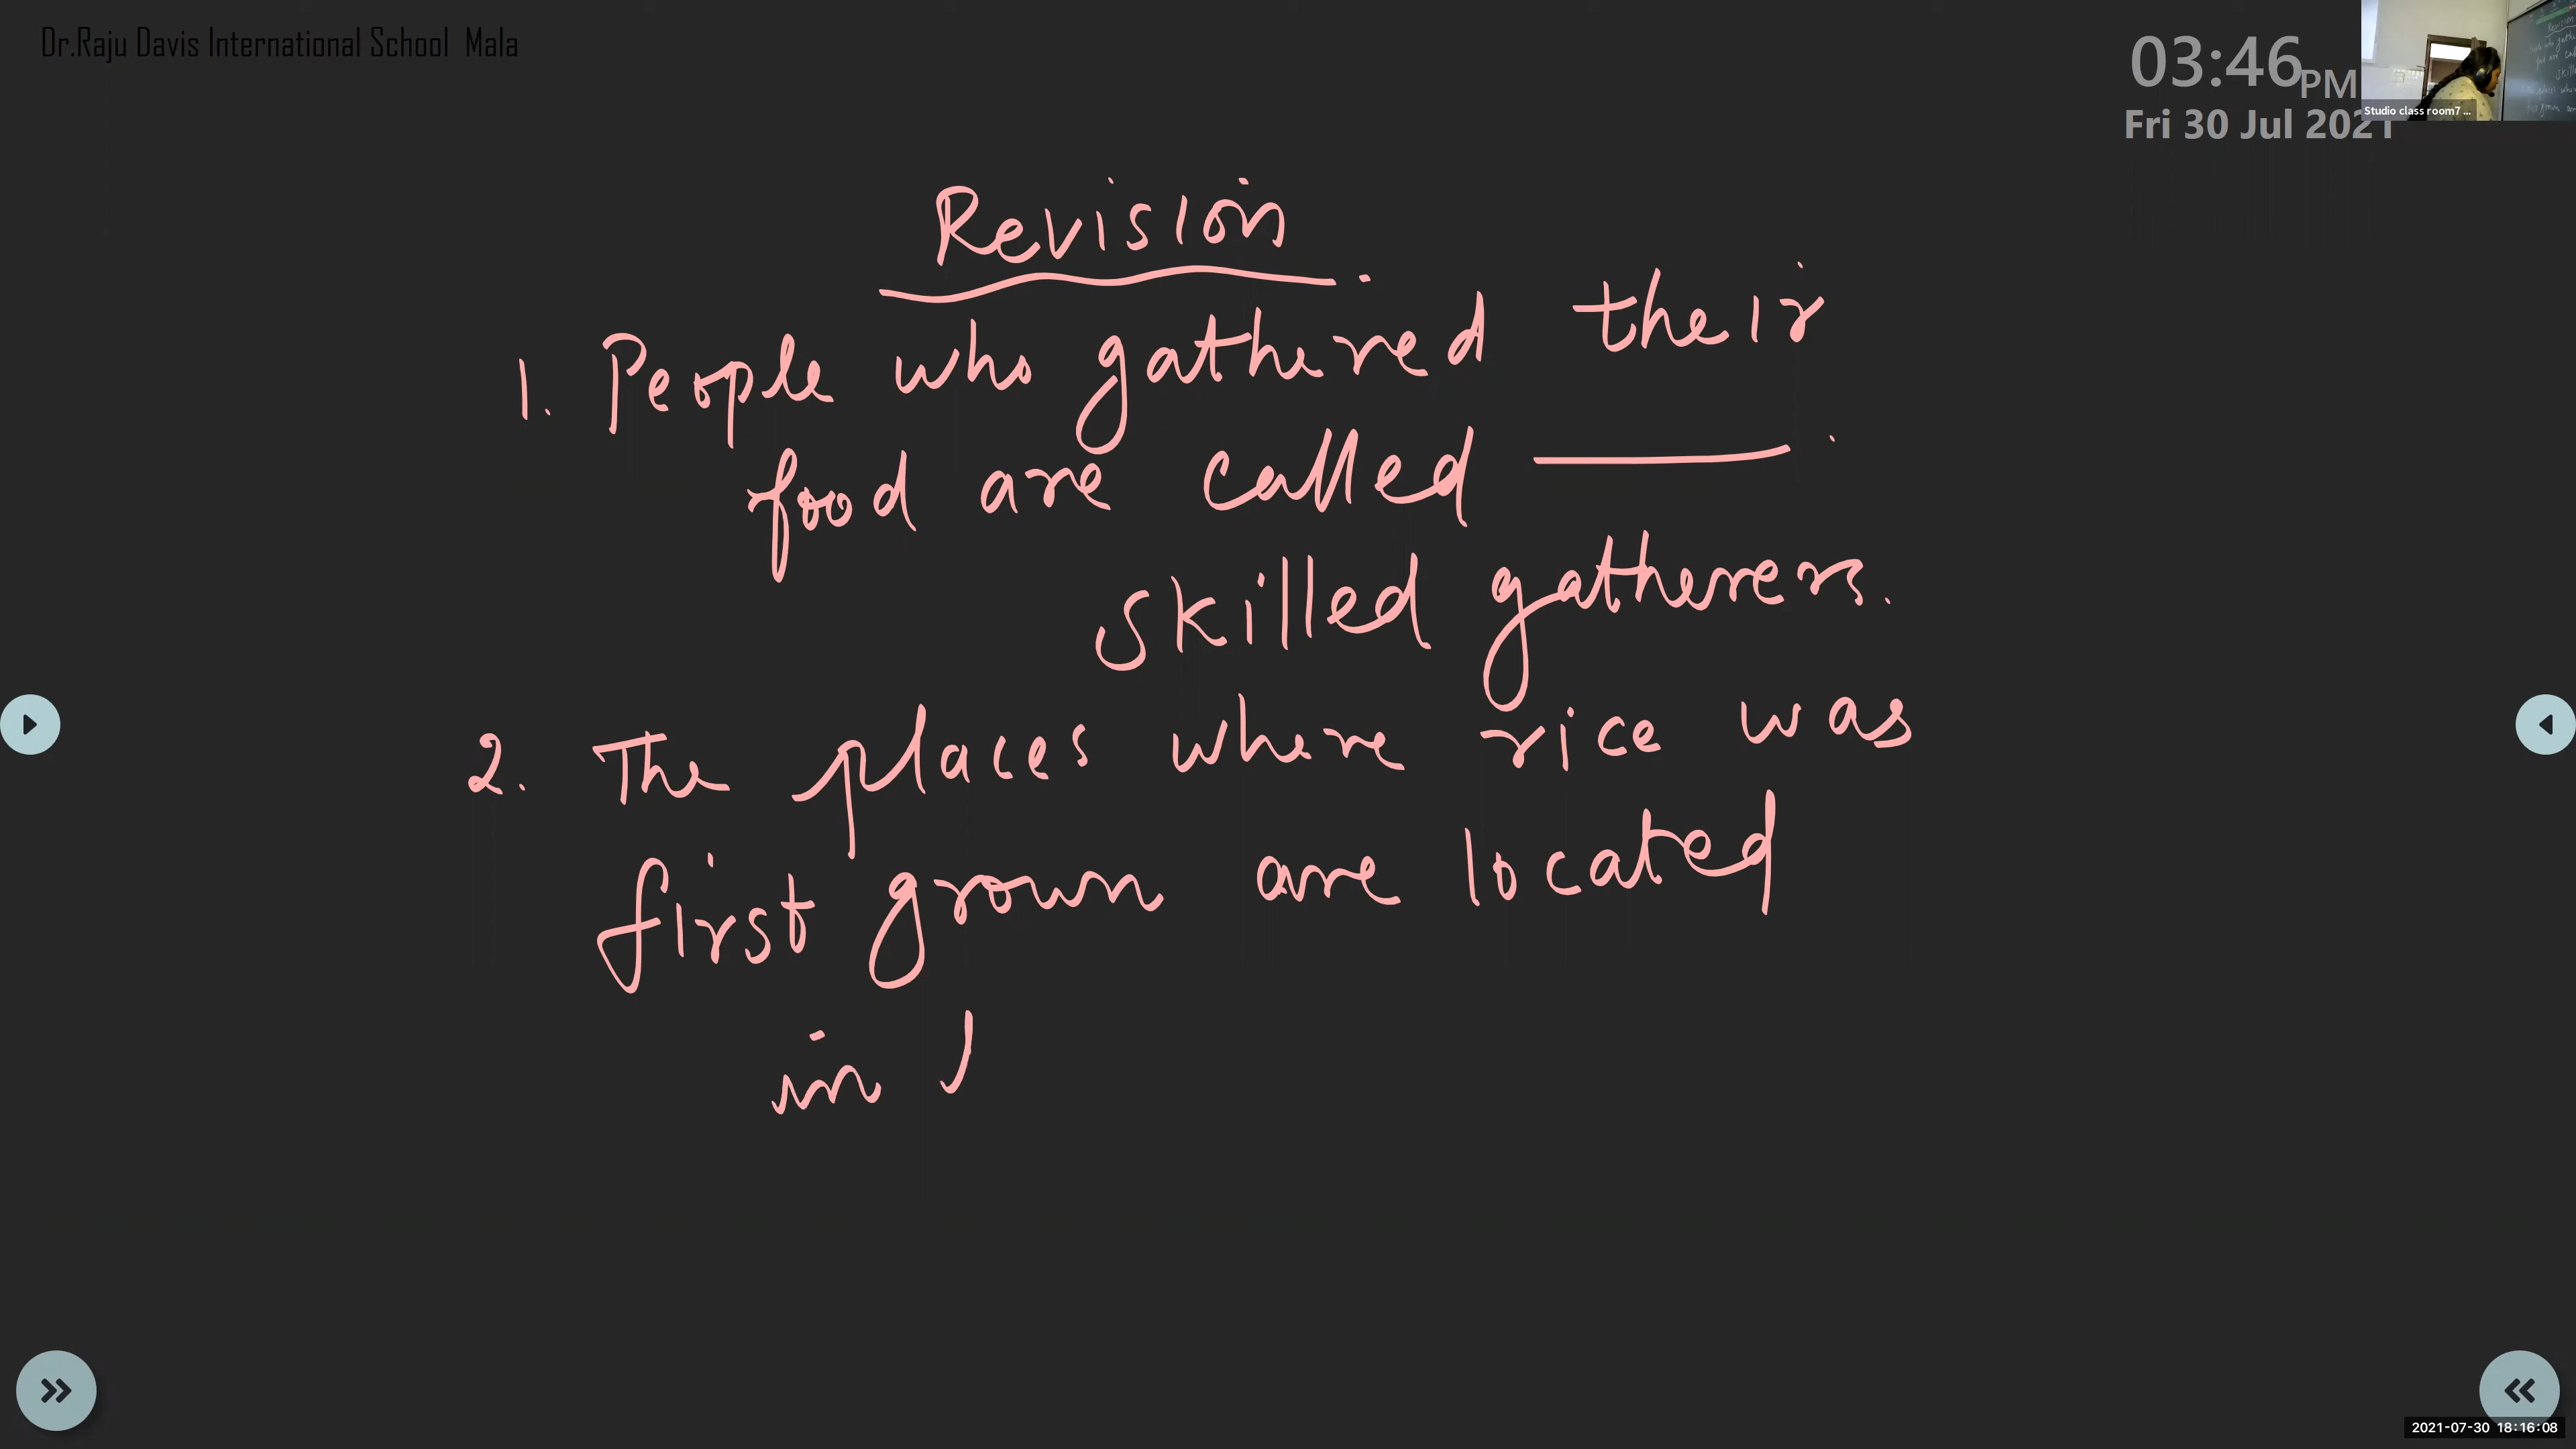 Dr.Raju Davis International School Mala
03:46 PM
Fri 30 Jul 2021
Studio class room7 ...
Revision
1. People who gathered their
food are called ______.
skilled gatherers.
2. The places where rice was
first grown are located
in
2021-07-30 18:16:08